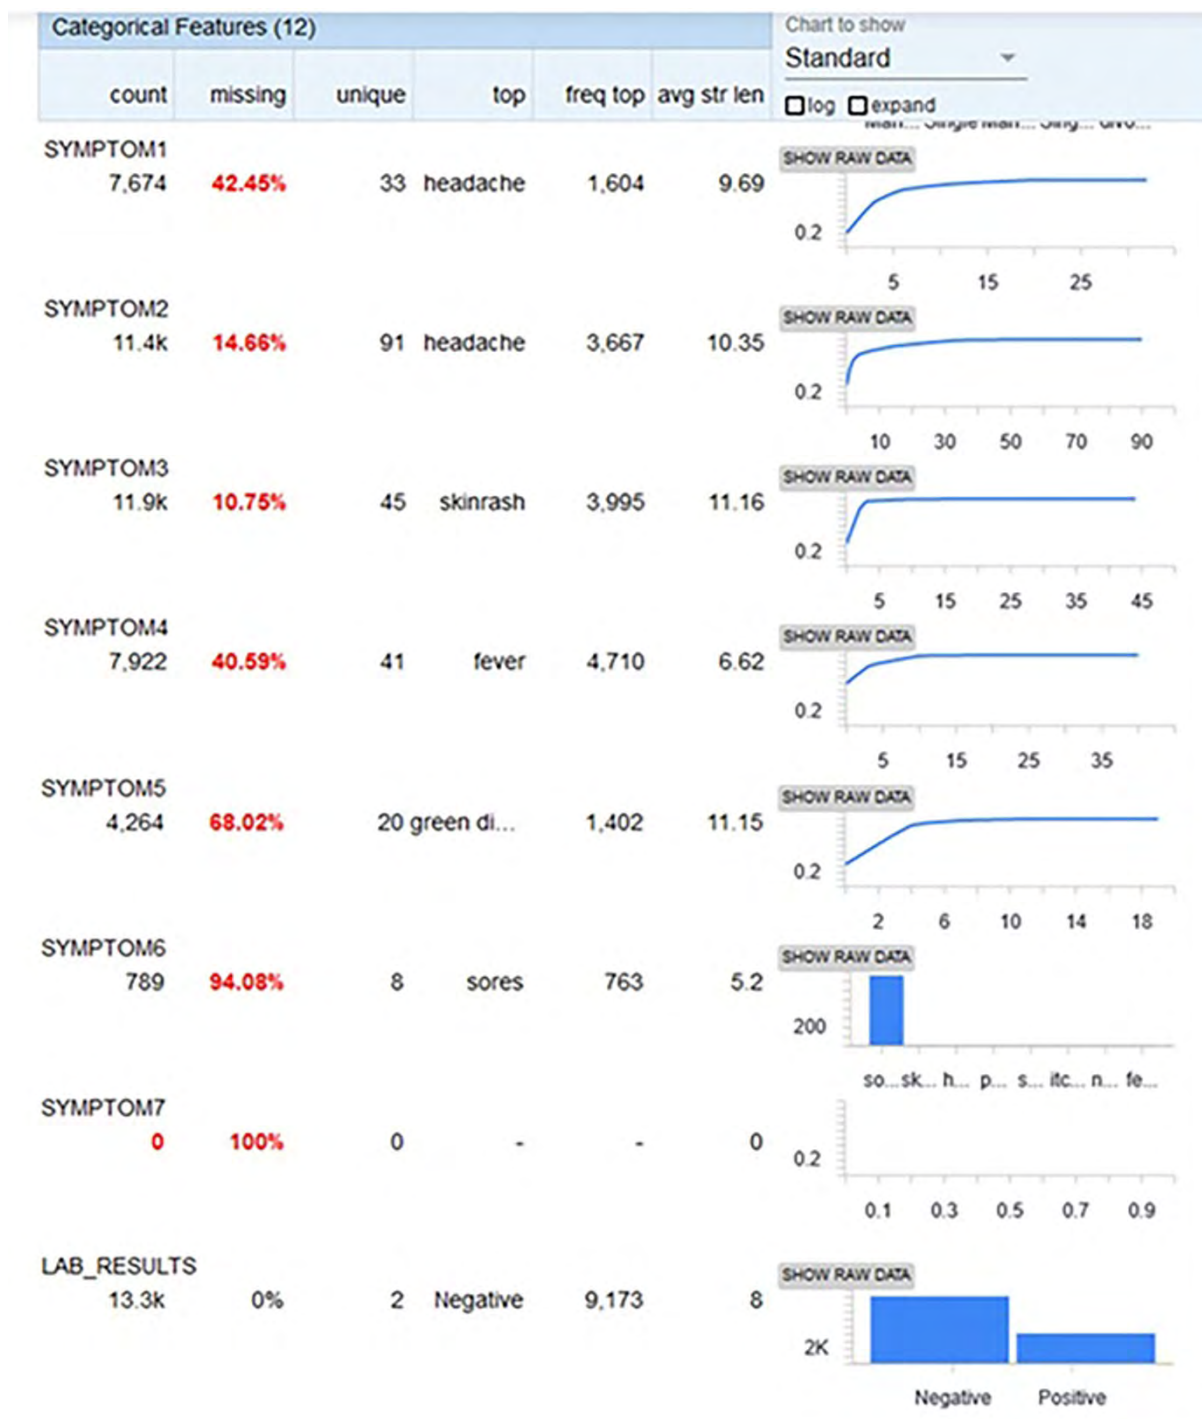 Categorical Features (12)
Chart to show
Standard
count missing unique top freq top avg str len
log expand
SYMPTOM1
SHOW RAW DATA
7,674 42.45% 33 headache 1,604 9.69
0.2
5 15 25
SYMPTOM2
SHOW RAW DATA
11.4k 14.66% 91 headache 3,667 10.35
0.2
10 30 50 70 90
SYMPTOM3
SHOW RAW DATA
11.9k 10.75% 45 skinrash 3,995 11.16
0.2
5 15 25 35 45
SYMPTOM4
SHOW RAW DATA
7,922 40.59% 41 fever 4,710 6.62
0.2
5 15 25 35
SYMPTOM5
SHOW RAW DATA
4,264 68.02% 20 green di... 1,402 11.15
0.2
2 6 10 14 18
SYMPTOM6
SHOW RAW DATA
789 94.08% 8 sores 763 5.2
200
so... sk... h... p... s... itc... n... fe...
SYMPTOM7
0 100% 0 - - 0
0.2
0.1 0.3 0.5 0.7 0.9
LAB_RESULTS
SHOW RAW DATA
13.3k 0% 2 Negative 9,173 8
2K
Negative Positive